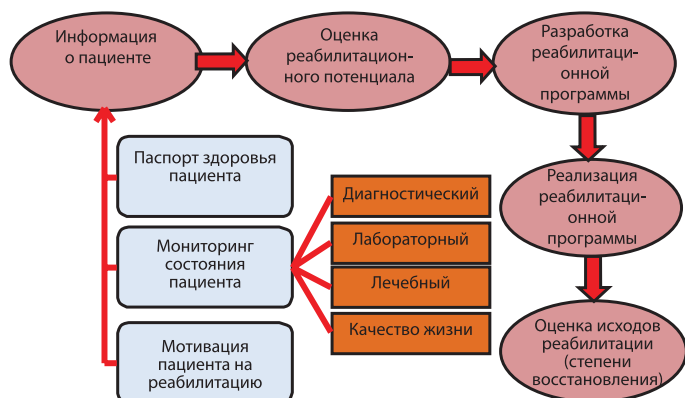 Информация
о пациенте
Оценка
реабилитацион-
ного потенциала
Разработка
реабилитаци-
онной
программы
Паспорт здоровья
пациента
Мониторинг
состояния
пациента
Мотивация
пациента на
реабилитацию
Диагностический
Лабораторный
Лечебный
Качество жизни
Реализация
реабилитаци-
онной
программы
Оценка исходов
реабилитации
(степени
восстановления)